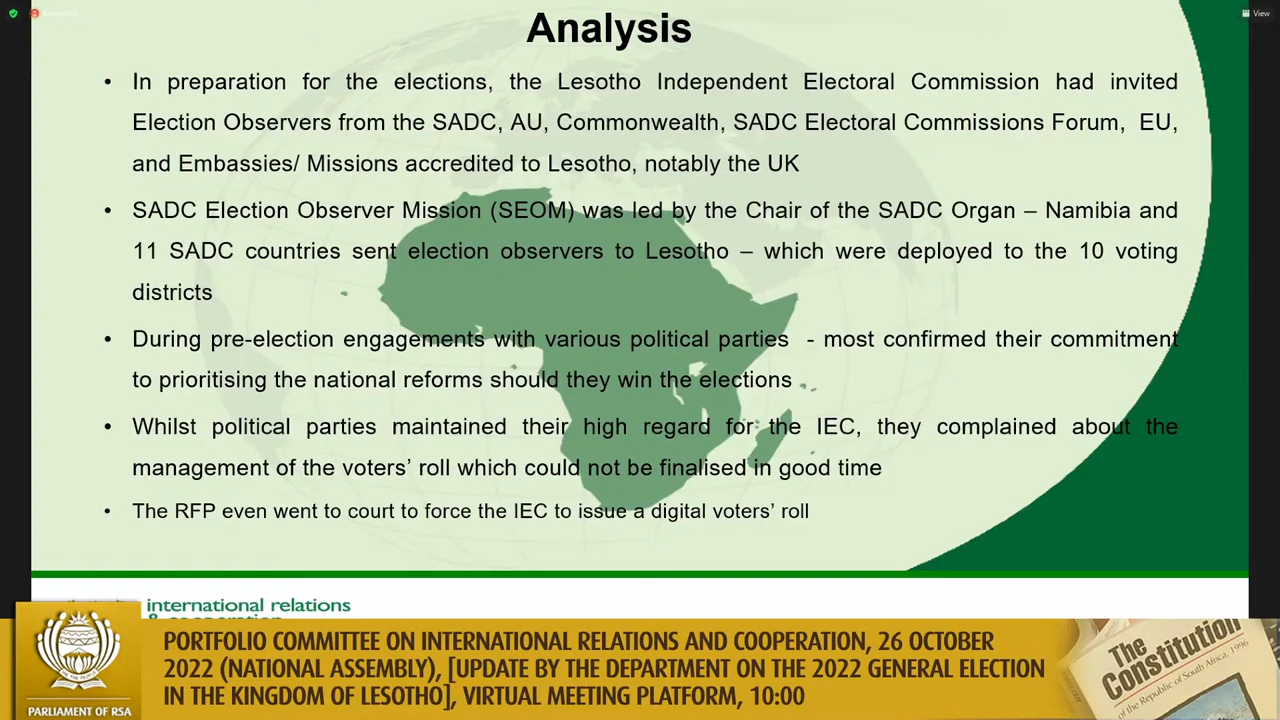 View
Analysis
• In preparation for the elections, the Lesotho Independent Electoral Commission had invited
Election Observers from the SADC, AU, Commonwealth, SADC Electoral Commissions Forum, EU,
and Embassies/ Missions accredited to Lesotho, notably the UK
• SADC Election Observer Mission (SEOM) was led by the Chair of the SADC Organ – Namibia and
11 SADC countries sent election observers to Lesotho – which were deployed to the 10 voting
districts
• During pre-election engagements with various political parties - most confirmed their commitment
to prioritising the national reforms should they win the elections
• Whilst political parties maintained their high regard for the IEC, they complained about the
management of the voters’ roll which could not be finalised in good time
• The RFP even went to court to force the IEC to issue a digital voters’ roll
international relations
& cooperation
PORTFOLIO COMMITTEE ON INTERNATIONAL RELATIONS AND COOPERATION, 26 OCTOBER
2022 (NATIONAL ASSEMBLY), [UPDATE BY THE DEPARTMENT ON THE 2022 GENERAL ELECTION
IN THE KINGDOM OF LESOTHO], VIRTUAL MEETING PLATFORM, 10:00
PARLIAMENT OF RSA
The
Constitution
of the Republic of South Africa, 1996